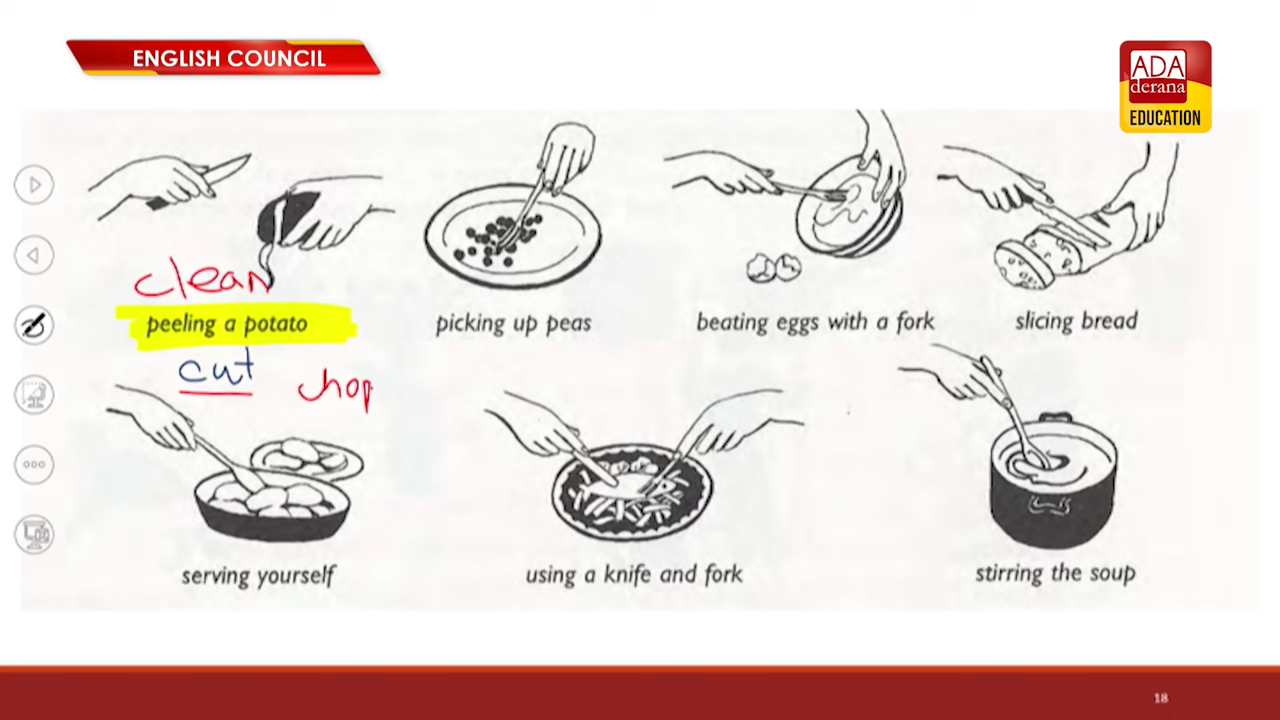 ENGLISH COUNCIL
ADA
derana
EDUCATION
clean
peeling a potato
picking up peas
beating eggs with a fork
slicing bread
cut
chop
serving yourself
using a knife and fork
stirring the soup
18